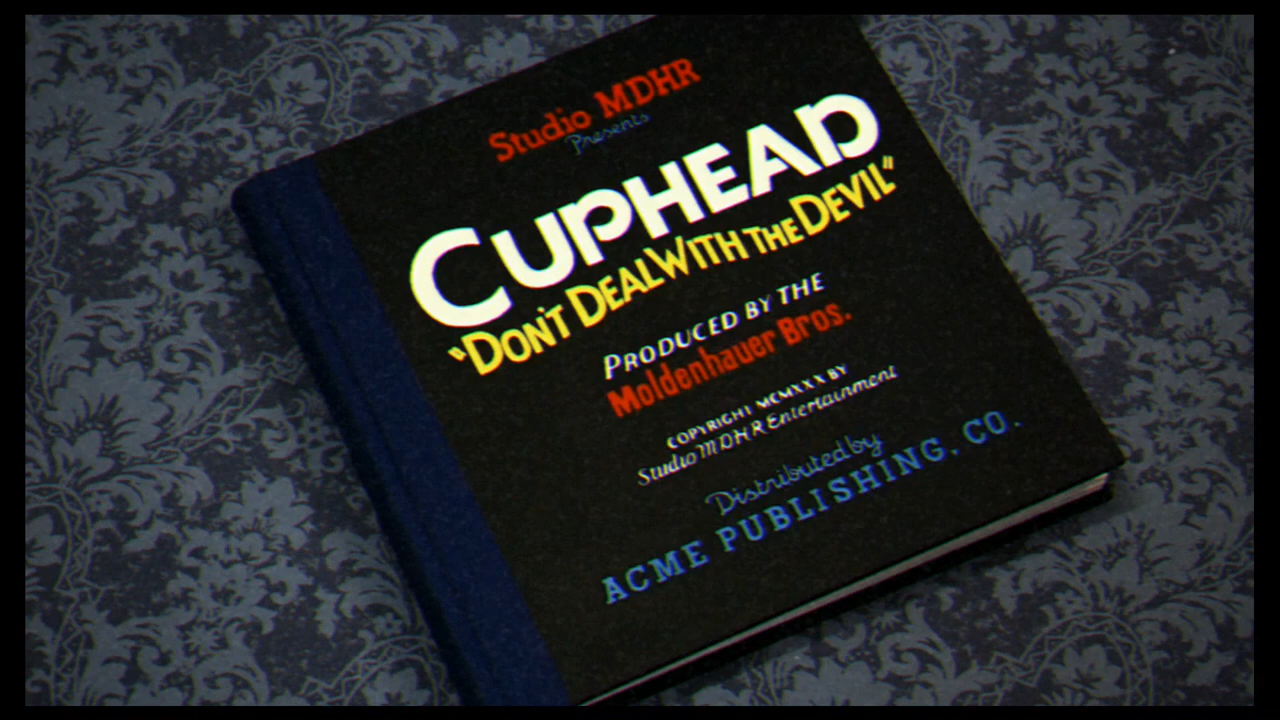 Studio MDHR
Presents
CUPHEAD
"DON'T DEAL WITH THE DEVIL"
PRODUCED BY THE
Moldenhauer Bros.
COPYRIGHT MCMXXX BY
Studio MDHR Entertainment
Distributed by
ACME PUBLISHING. CO.